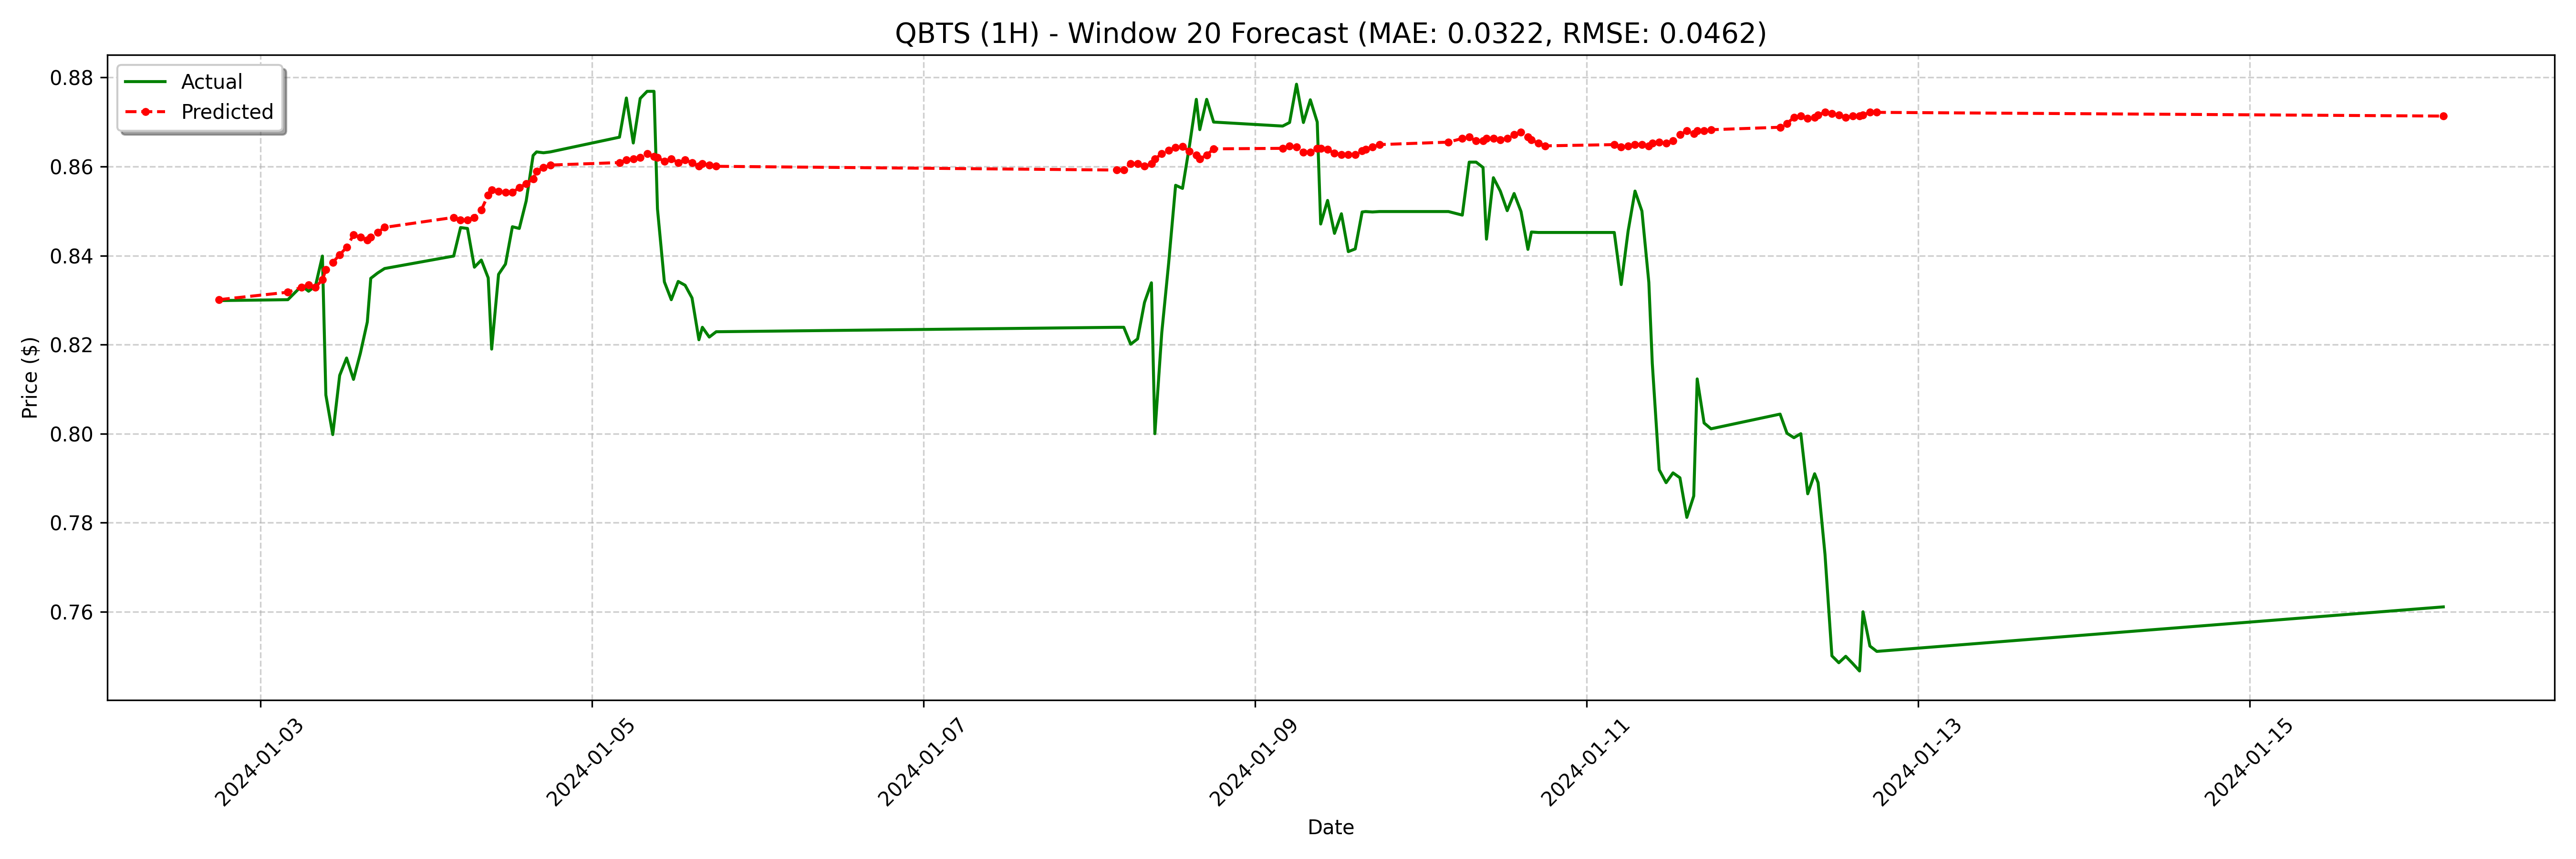 QBTS (1H) - Window 20 Forecast (MAE: 0.0322, RMSE: 0.0462)
Actual
Predicted
Price ($)
0.88
0.86
0.84
0.82
0.80
0.78
0.76
2024-01-03
2024-01-05
2024-01-07
2024-01-09
2024-01-11
2024-01-13
2024-01-15
Date